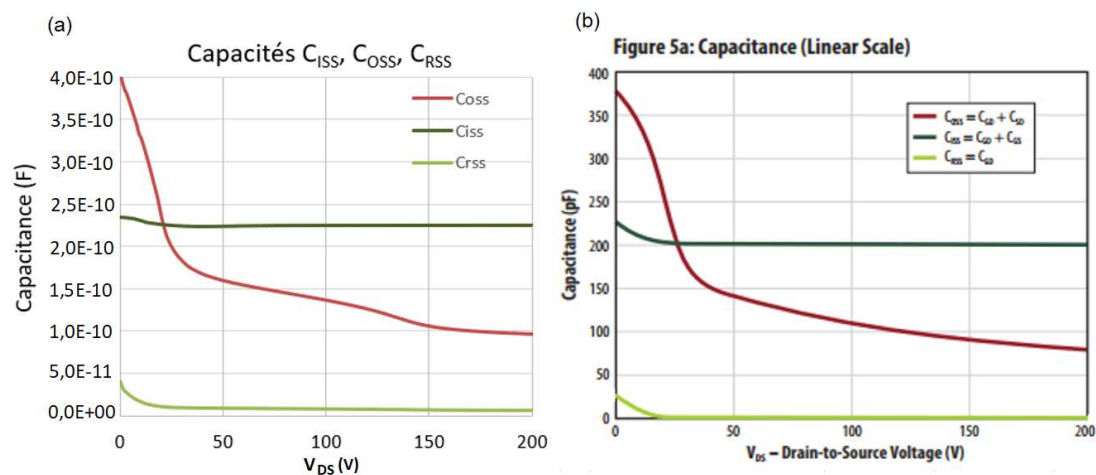 (a)
Capacités CISS, COSS, CRSS
4,0E-10
3,5E-10
3,0E-10
2,5E-10
2,0E-10
1,5E-10
1,0E-10
5,0E-11
0,0E+00
Capacitance (F)
Coss
Ciss
Crss
0 50 100 150 200
VDS (V)
(b)
Figure 5a: Capacitance (Linear Scale)
400
350
300
250
200
150
100
50
0
Capacitance (pF)
COSS = CGD + CSD
CISS = CGD + CGS
CRSS = CGD
0 50 100 150 200
VDS – Drain-to-Source Voltage (V)